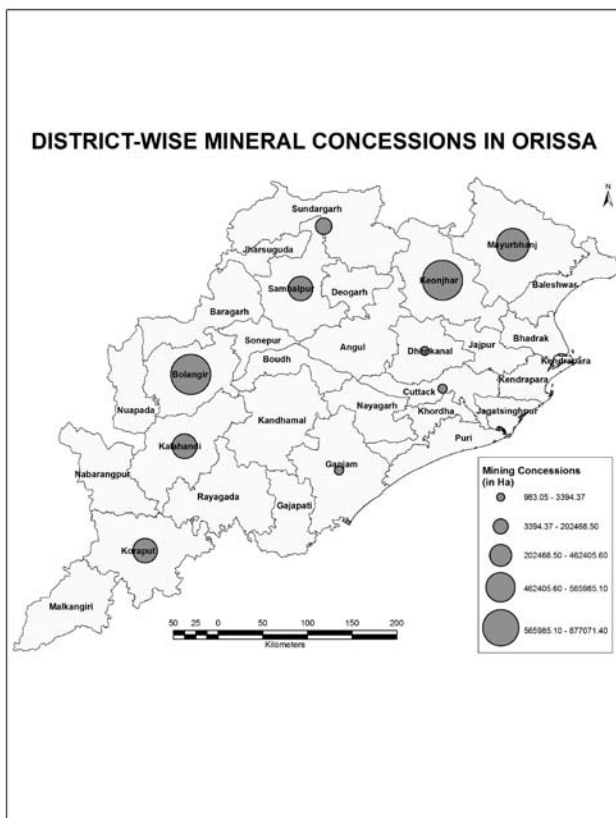 DISTRICT-WISE MINERAL CONCESSIONS IN ORISSA
N
Sundargarh
Mayurbhanj
Jharsuguda
Keonjhar
Sambalpur
Deogarh
Baleshwar
Baragarh
Sonepur
Angul
Dhenkanal
Jajpur
Bhadrak
Boudh
Kendrapara
Bolangir
Kendrapara
Cuttack
Nuapada
Nayagarh
Khordha
Jagatsinghpur
Kandhamal
Puri
Kalahandi
Ganjam
Nabarangpur
Rayagada
Gajapati
Koraput
Malkangiri
Mining Concessions
(in Ha)
983.05 - 3394.37
3394.37 - 202468.50
202468.50 - 462405.60
462405.60 - 565985.10
565985.10 - 877071.40
50 25 0 50 100 150 200
Kilometers